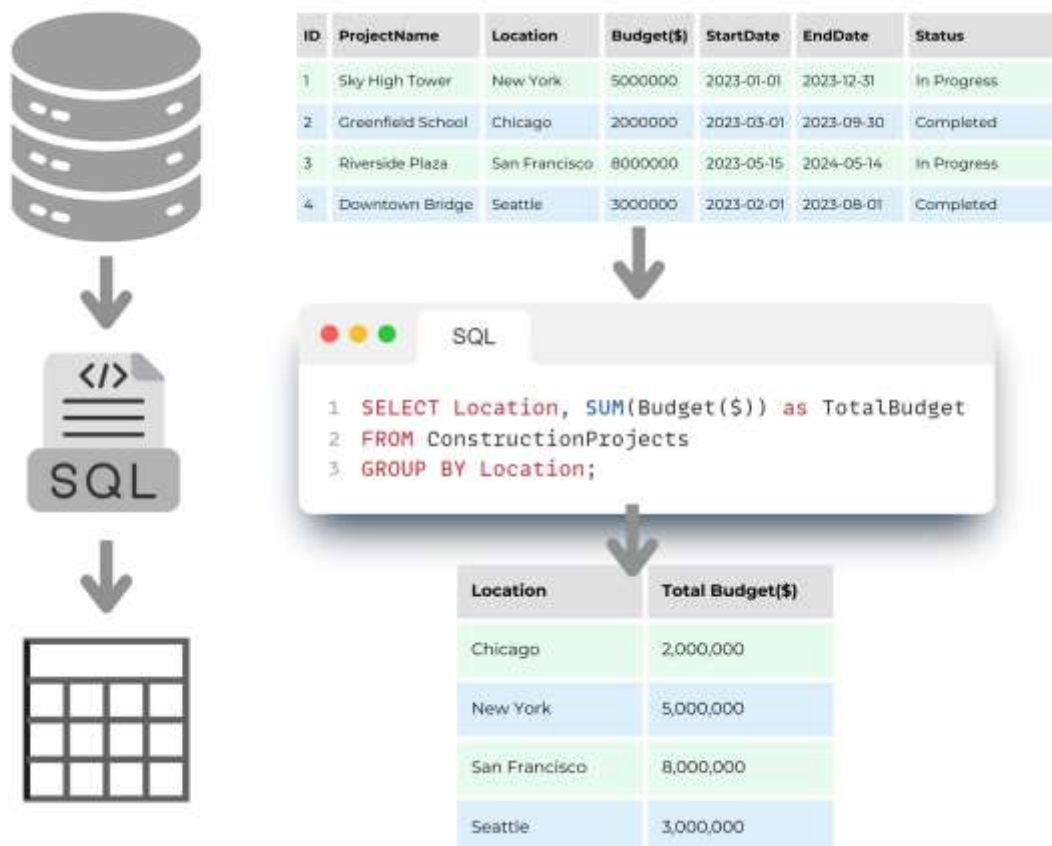 ID ProjectName Location Budget($) StartDate EndDate Status
1 Sky High Tower New York 5000000 2023-01-01 2023-12-31 In Progress
2 Greenfield School Chicago 2000000 2023-03-01 2023-09-30 Completed
3 Riverside Plaza San Francisco 8000000 2023-05-15 2024-05-14 In Progress
4 Downtown Bridge Seattle 3000000 2023-02-01 2023-08-01 Completed
SQL
1 SELECT Location, SUM(Budget($)) as TotalBudget
2 FROM ConstructionProjects
3 GROUP BY Location;
</>
SQL
Location Total Budget($)
Chicago 2,000,000
New York 5,000,000
San Francisco 8,000,000
Seattle 3,000,000